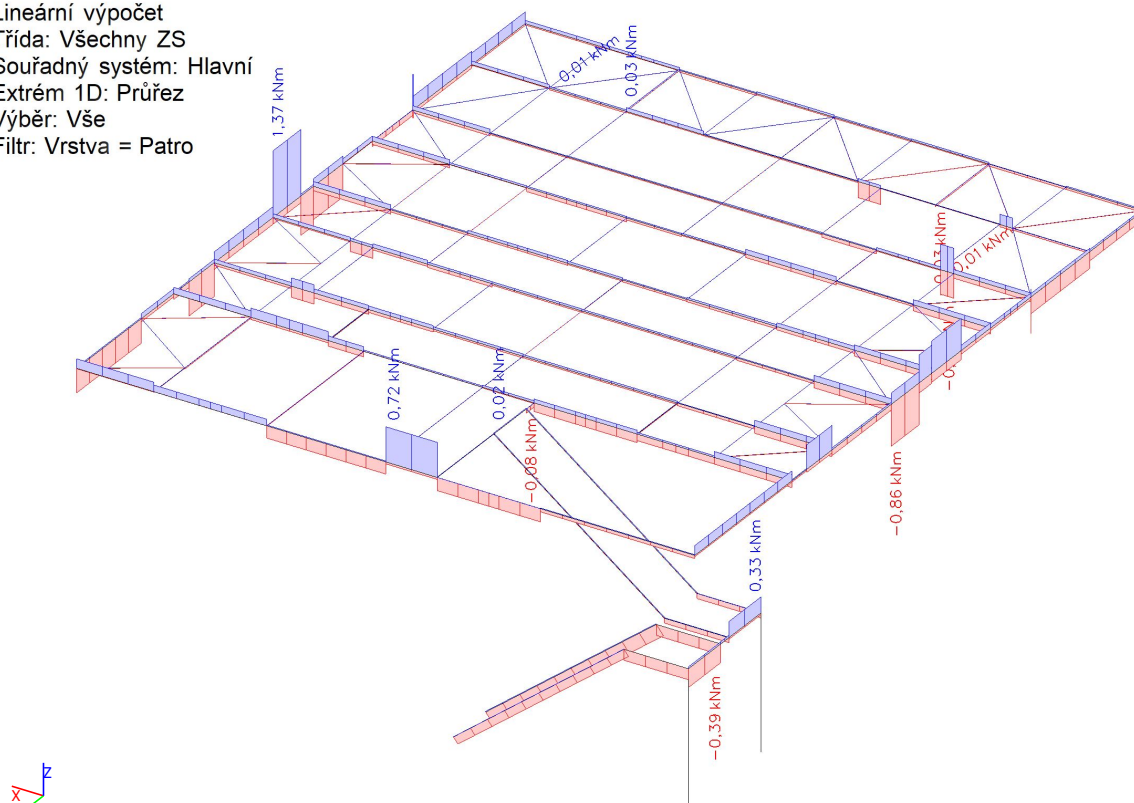 Lineární výpočet
Třída: Všechny ZS
Souřadný systém: Hlavní
Extrém 1D: Průřez
Výběr: Vše
Filtr: Vrstva = Patro
1,37 kNm
0,01 kNm
0,03 kNm
0,01 kNm
0,72 kNm
0,02 kNm
-0,08 kNm
-0,86 kNm
0,33 kNm
-0,39 kNm
z
x